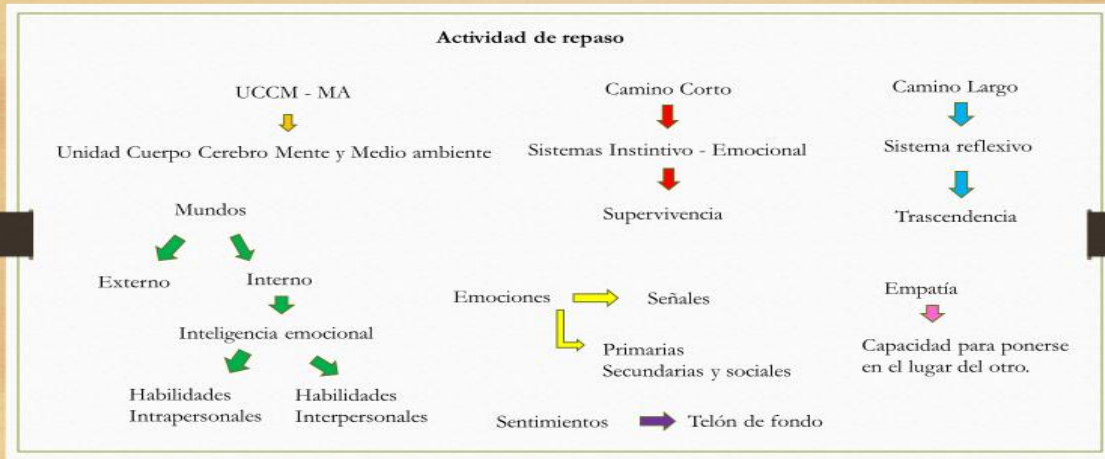 Actividad de repaso
UCCM - MA
Unidad Cuerpo Cerebro Mente y Medio ambiente
Camino Corto
Sistemas Instintivo - Emocional
Supervivencia
Camino Largo
Sistema reflexivo
Trascendencia
Mundos
Externo
Interno
Inteligencia emocional
Habilidades
Intrapersonales
Habilidades
Interpersonales
Emociones
Señales
Primarias
Secundarias y sociales
Sentimientos
Telón de fondo
Empatía
Capacidad para ponerse
en el lugar del otro.